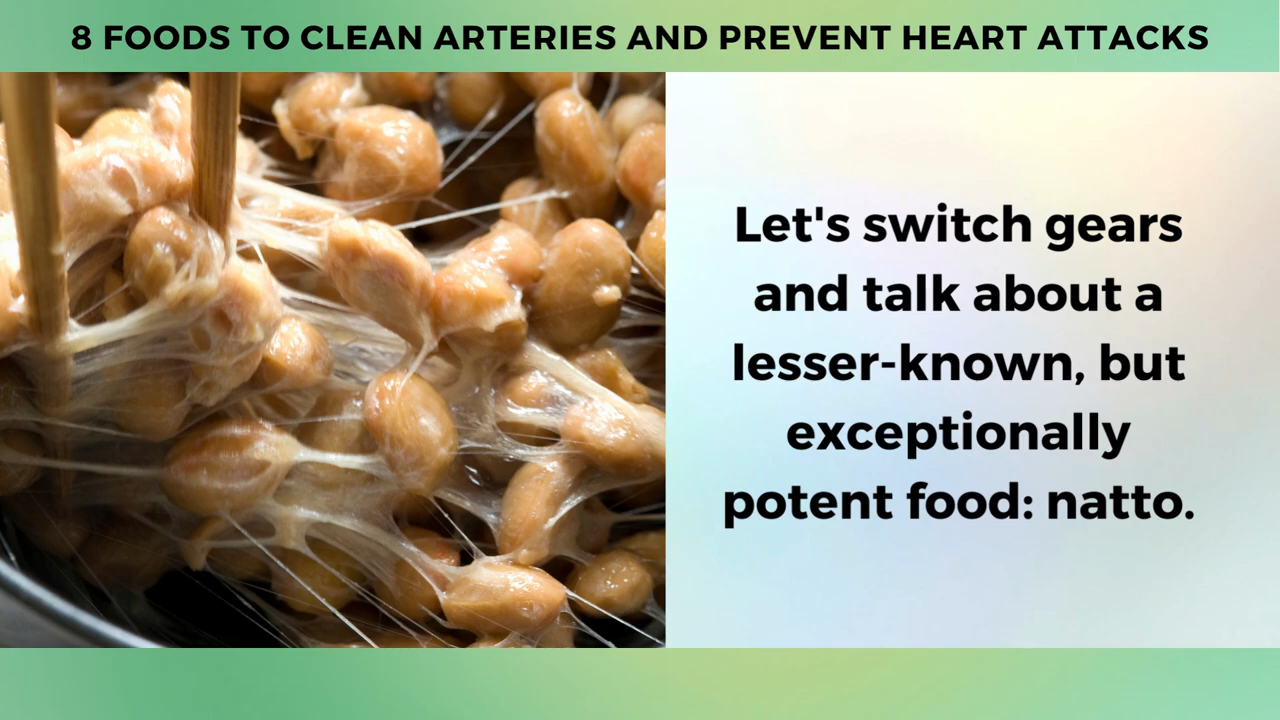 8 FOODS TO CLEAN ARTERIES AND PREVENT HEART ATTACKS
Let's switch gears
and talk about a
lesser-known, but
exceptionally
potent food: natto.